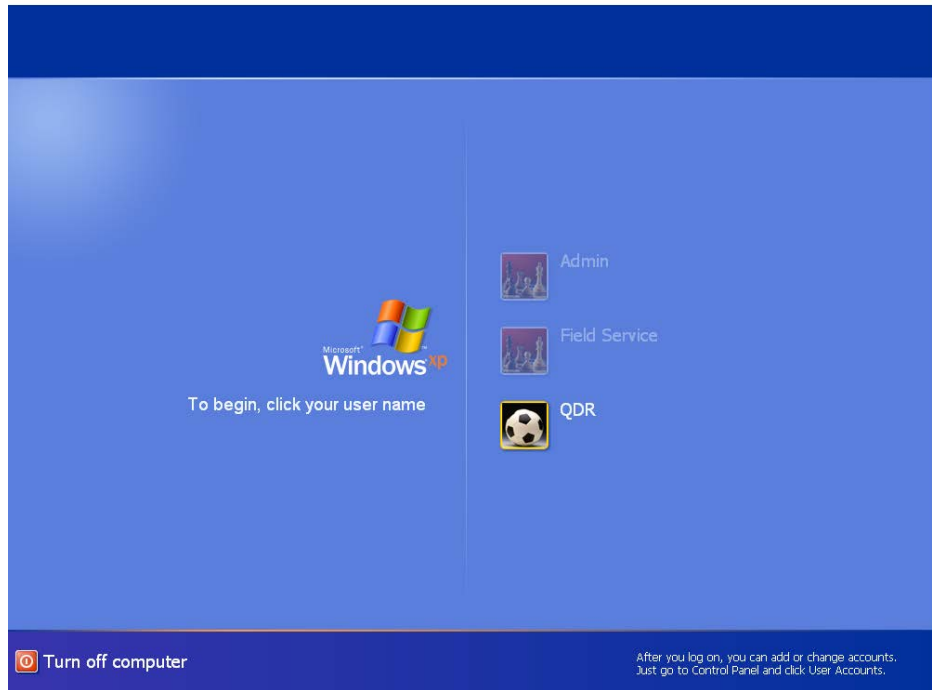 Admin
Field Service
Microsoft®
Windows xp™
To begin, click your user name
QDR
Turn off computer
After you log on, you can add or change accounts.
Just go to Control Panel and click User Accounts.